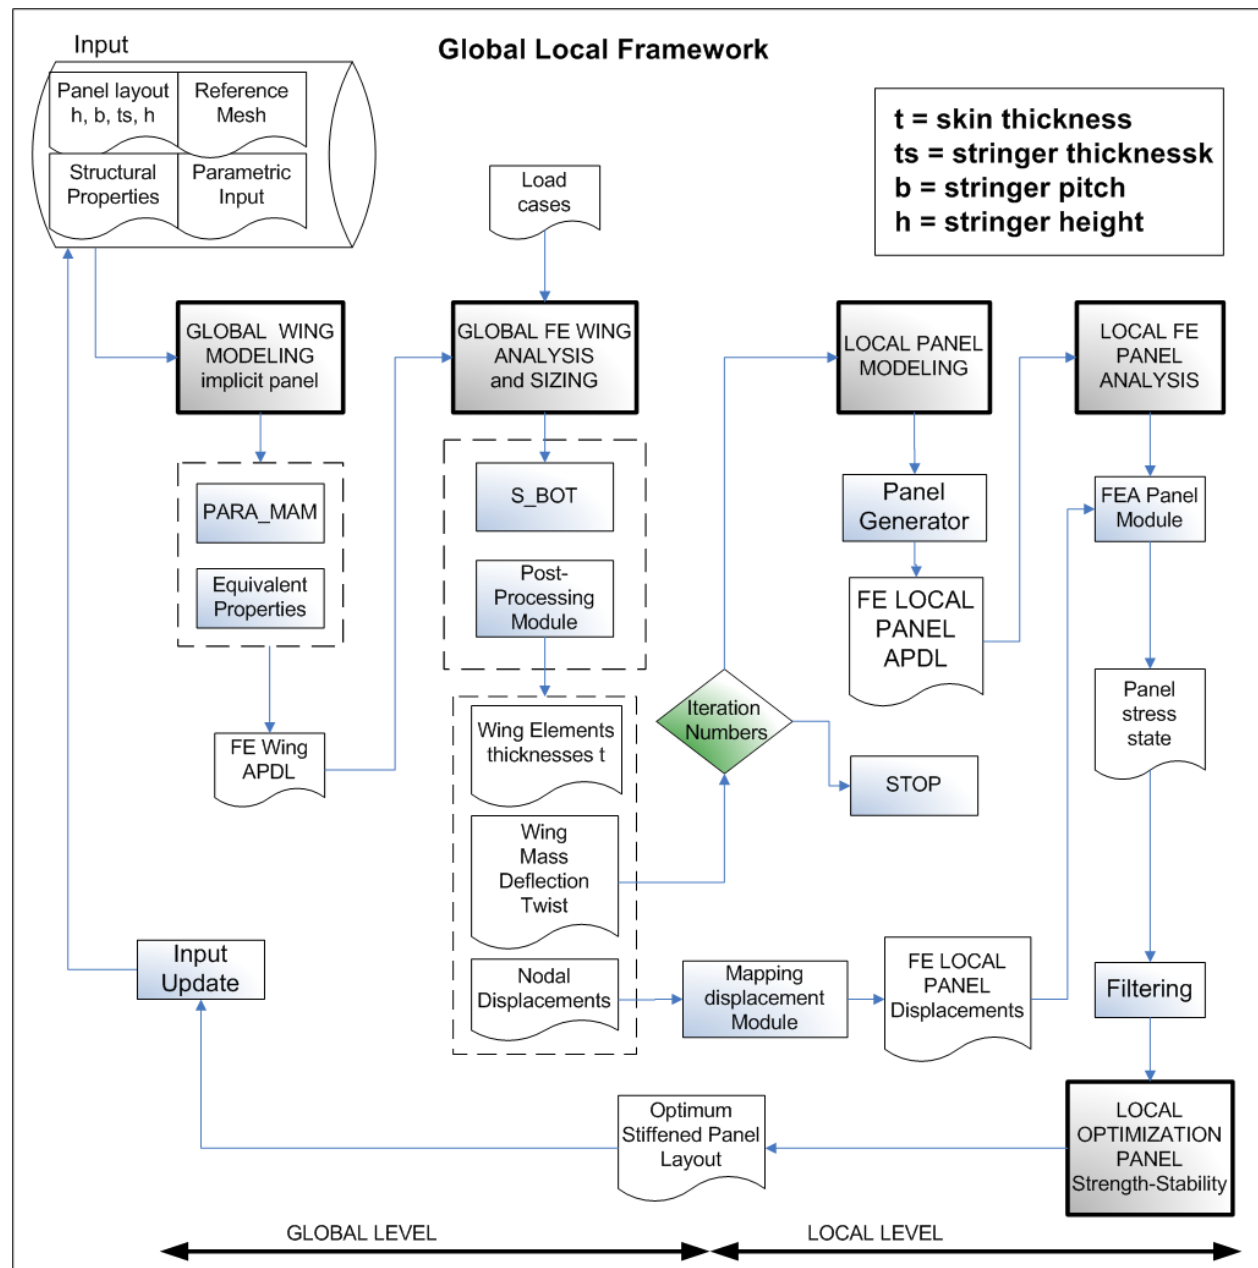 Input
Global Local Framework
Panel layout
h, b, ts, h
Reference
Mesh
Structural
Properties
Parametric
Input
Load
cases
t = skin thickness
ts = stringer thicknessk
b = stringer pitch
h = stringer height
GLOBAL WING
MODELING
implicit panel
GLOBAL FE WING
ANALYSIS
and SIZING
LOCAL PANEL
MODELING
LOCAL FE
PANEL
ANALYSIS
PARA_MAM
Equivalent
Properties
S_BOT
Post-
Processing
Module
Panel
Generator
FEA Panel
Module
FE LOCAL
PANEL
APDL
FE Wing
APDL
Wing Elements
thicknesses t
Iteration
Numbers
Panel
stress
state
STOP
Wing
Mass
Deflection
Twist
Input
Update
Nodal
Displacements
Mapping
displacement
Module
FE LOCAL
PANEL
Displacements
Filtering
Optimum
Stiffened Panel
Layout
LOCAL
OPTIMIZATION
PANEL
Strength-Stability
GLOBAL LEVEL
LOCAL LEVEL